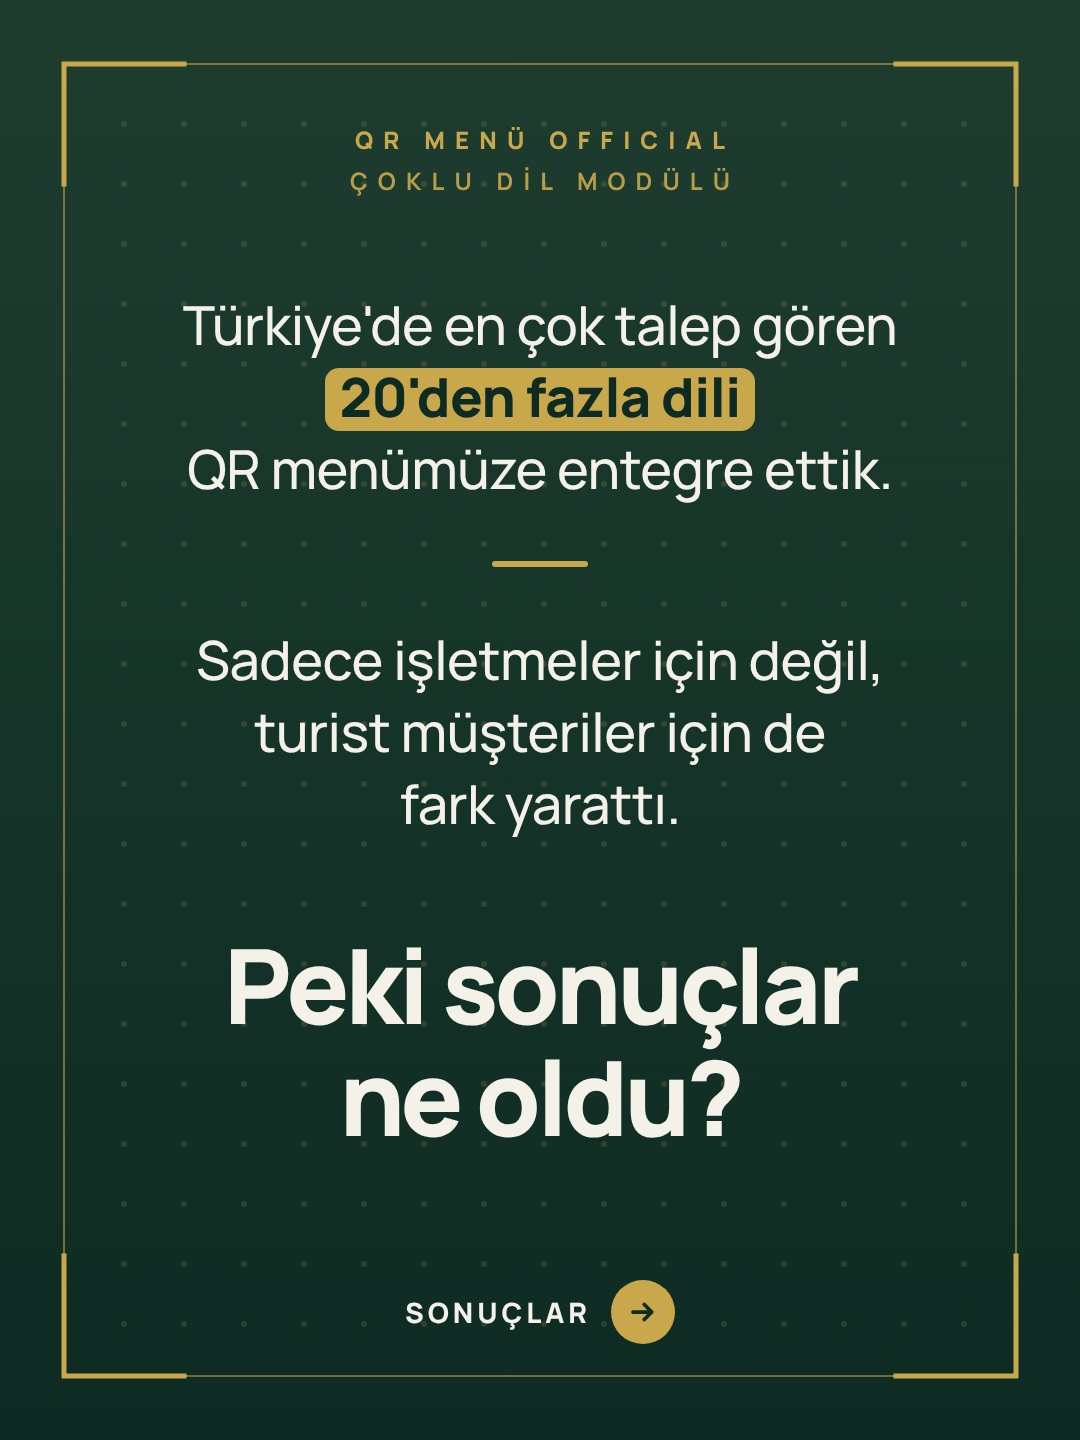 QR MENÜ OFFICIAL
ÇOKLU DİL MODÜLÜ
Türkiye'de en çok talep gören
20'den fazla dili
QR menümüze entegre ettik.
Sadece işletmeler için değil,
turist müşteriler için de
fark yarattı.
Peki sonuçlar
ne oldu?
SONUÇLAR